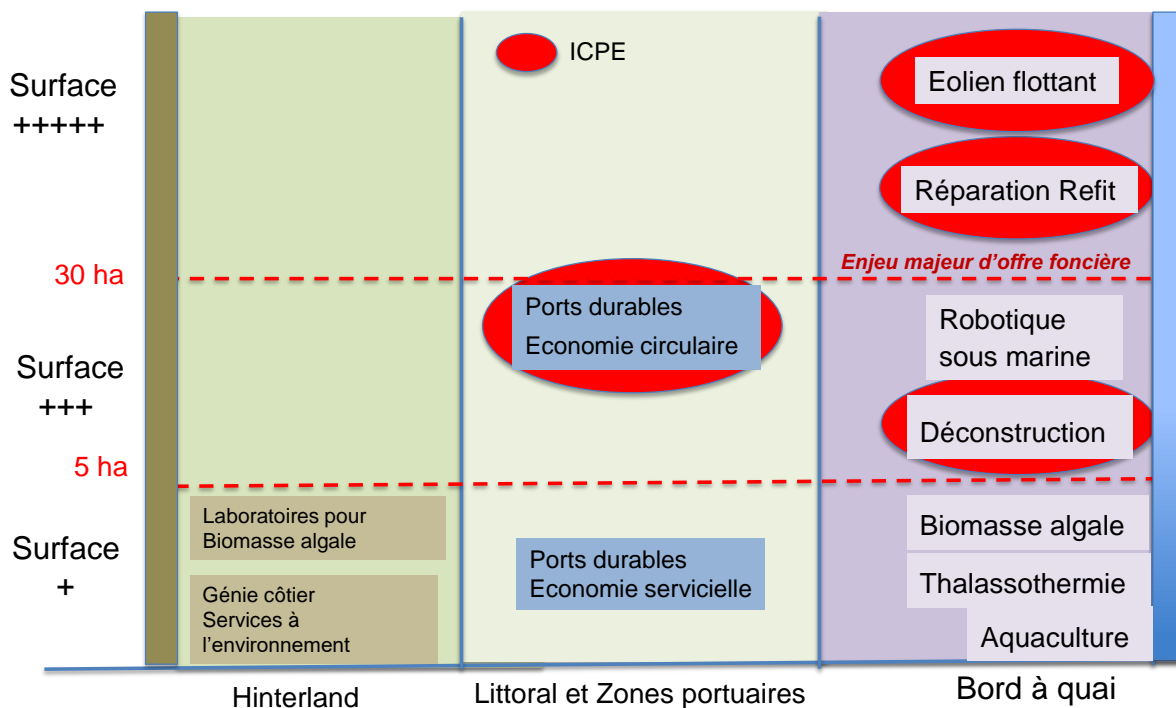 ICPE
Surface
+++++
Eolien flottant
Réparation Refit
30 ha
Enjeu majeur d’offre foncière
Ports durables
Economie circulaire
Robotique
sous marine
Surface
+++
Déconstruction
5 ha
Laboratoires pour
Biomasse algale
Biomasse algale
Surface
+
Ports durables
Economie servicielle
Thalassothermie
Génie côtier
Services à
l’environnement
Aquaculture
Hinterland
Littoral et Zones portuaires
Bord à quai